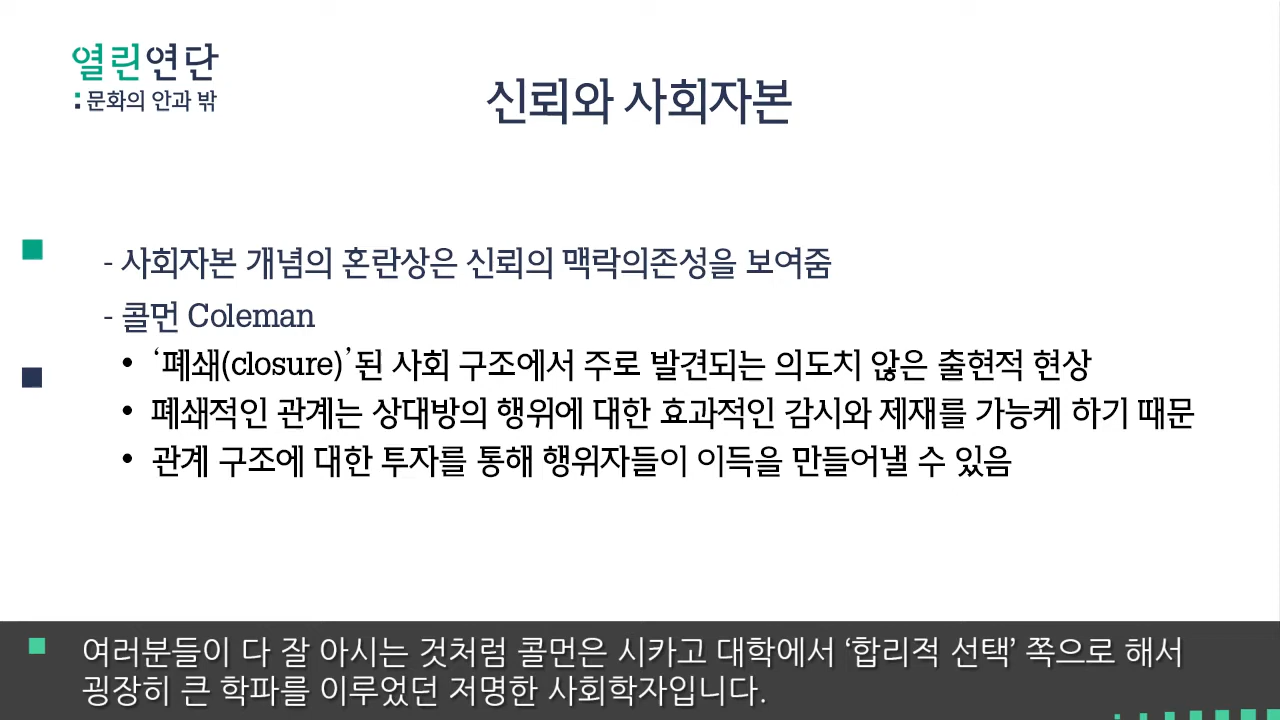 열린연단
: 문화의 안과 밖
신뢰와 사회자본
- 사회자본 개념의 혼란상은 신뢰의 맥락의존성을 보여줌
- 콜먼 Coleman
• ‘폐쇄(closure)’된 사회 구조에서 주로 발견되는 의도치 않은 출현적 현상
• 폐쇄적인 관계는 상대방의 행위에 대한 효과적인 감시와 제재를 가능케 하기 때문
• 관계 구조에 대한 투자를 통해 행위자들이 이득을 만들어낼 수 있음
여러분들이 다 잘 아시는 것처럼 콜먼은 시카고 대학에서 ‘합리적 선택’ 쪽으로 해서
굉장히 큰 학파를 이루었던 저명한 사회학자입니다.